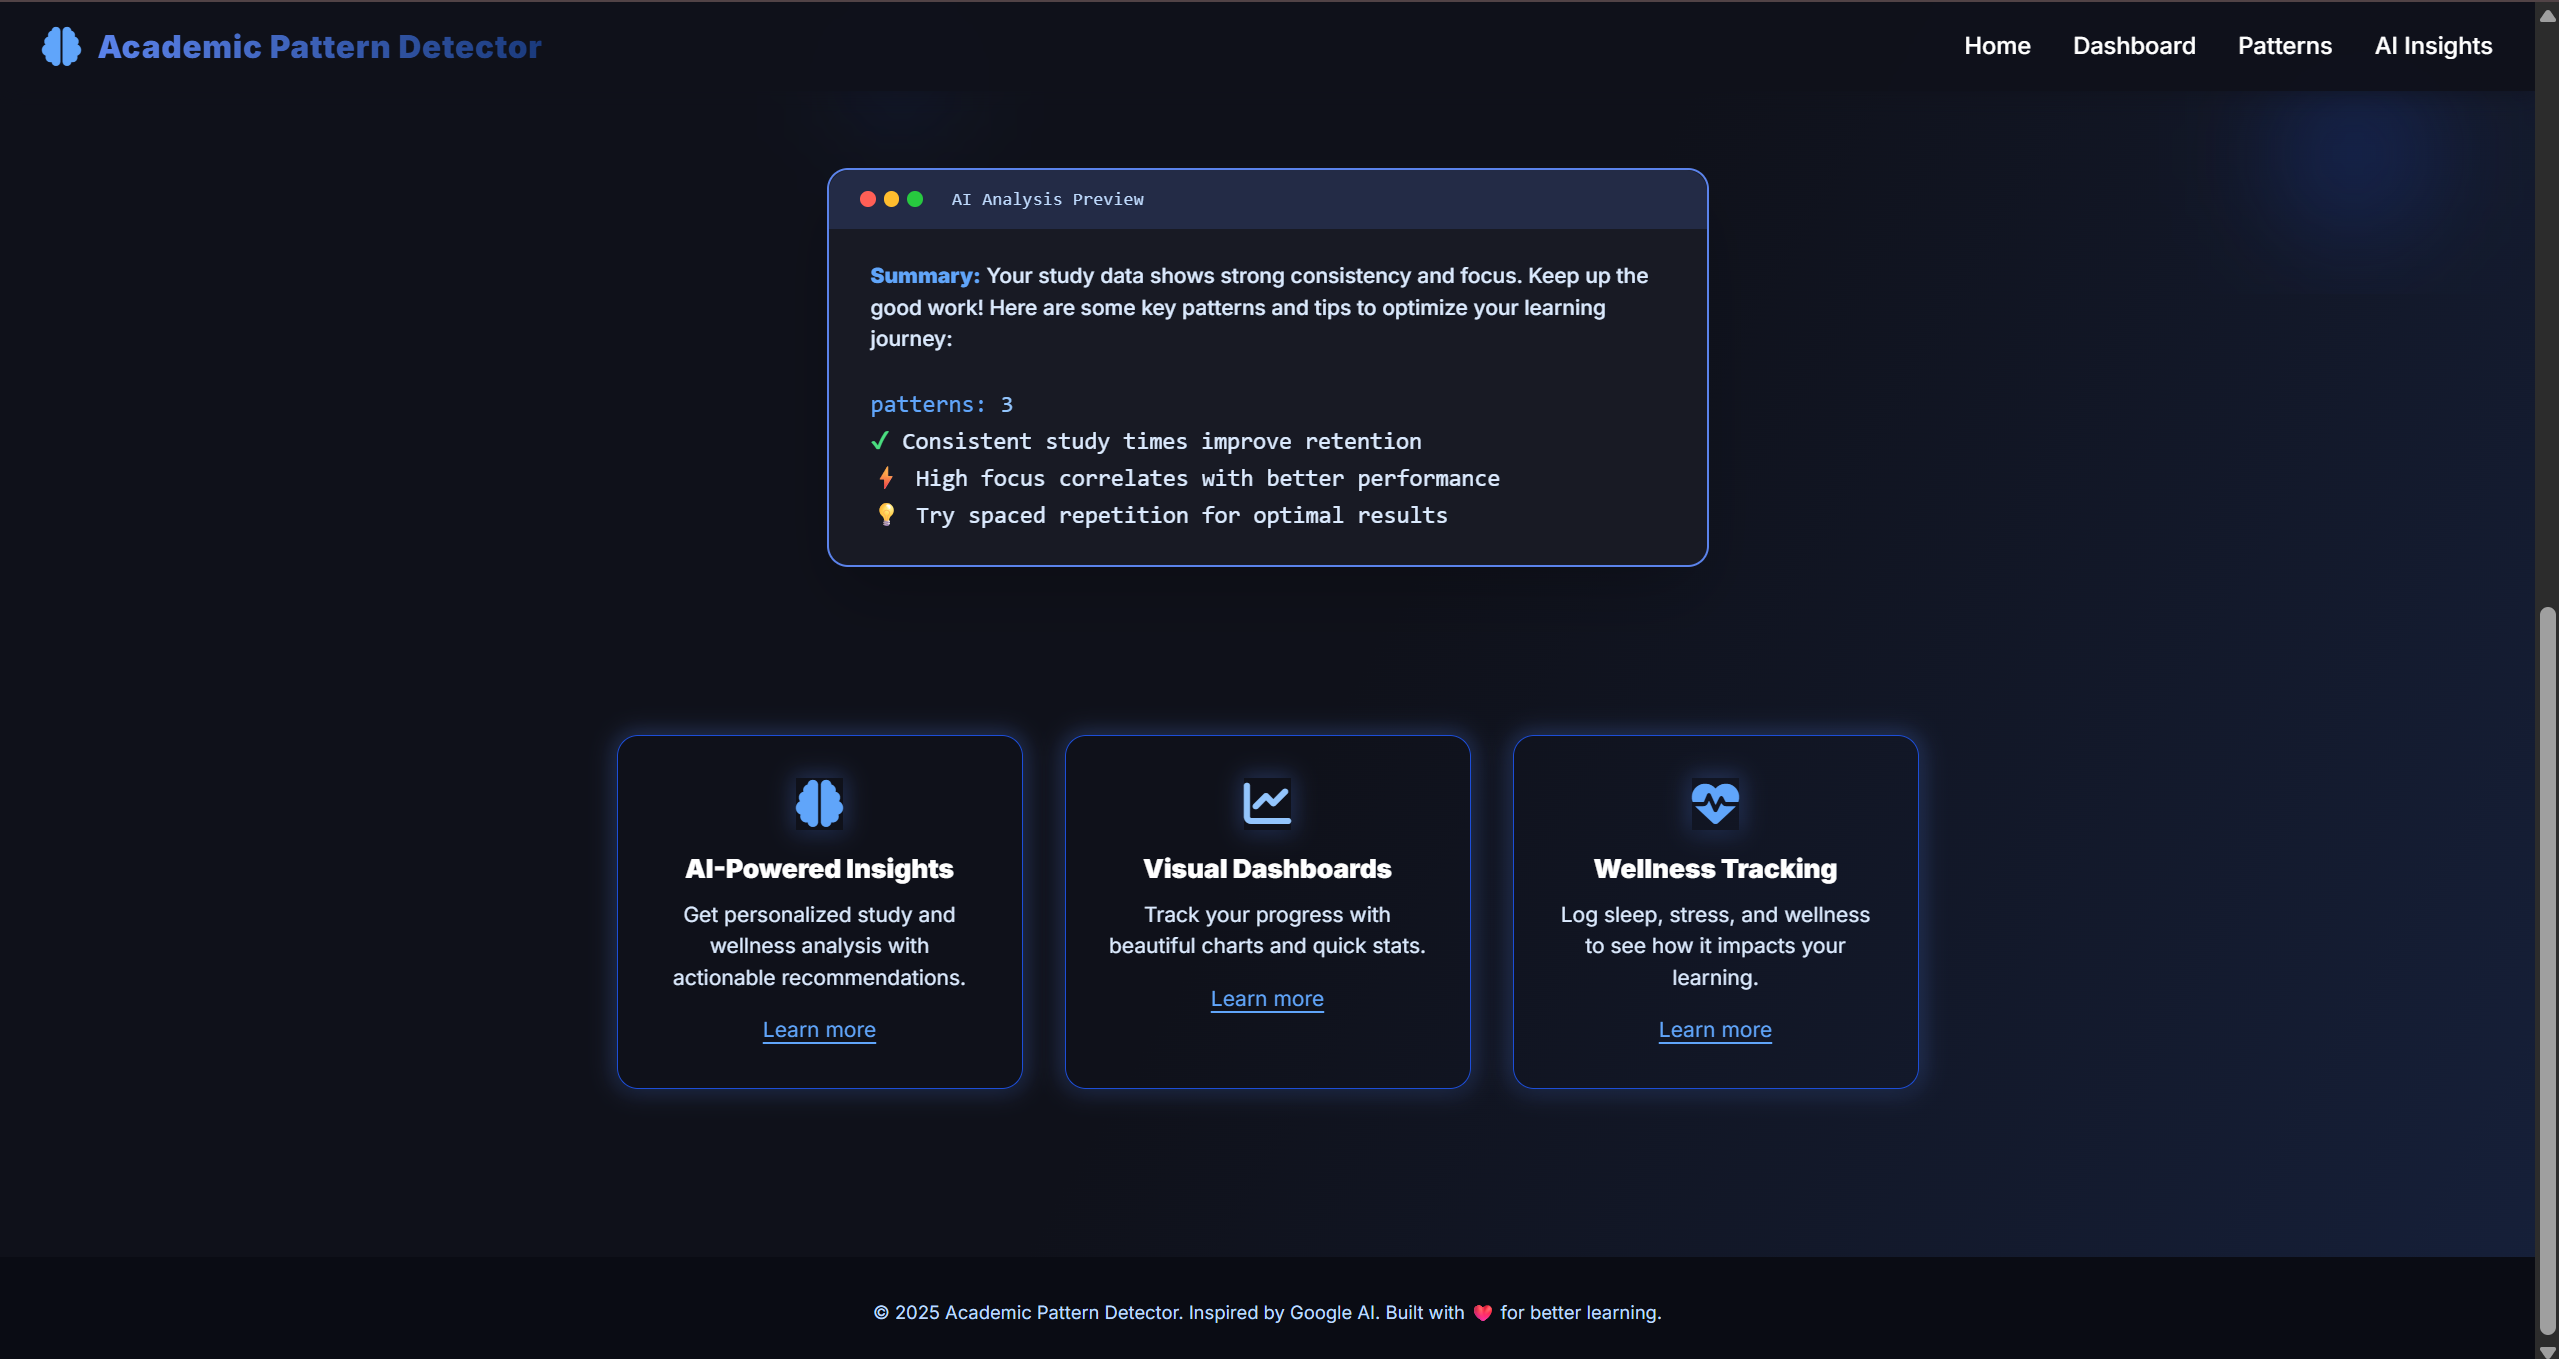 Academic Pattern Detector
Home
Dashboard
Patterns
AI Insights
AI Analysis Preview
Summary: Your study data shows strong consistency and focus. Keep up the
good work! Here are some key patterns and tips to optimize your learning
journey:
patterns: 3
✓ Consistent study times improve retention
⚡ High focus correlates with better performance
💡 Try spaced repetition for optimal results
AI-Powered Insights
Get personalized study and
wellness analysis with
actionable recommendations.
Learn more
Visual Dashboards
Track your progress with
beautiful charts and quick stats.
Learn more
Wellness Tracking
Log sleep, stress, and wellness
to see how it impacts your
learning.
Learn more
© 2025 Academic Pattern Detector. Inspired by Google AI. Built with ❤️ for better learning.